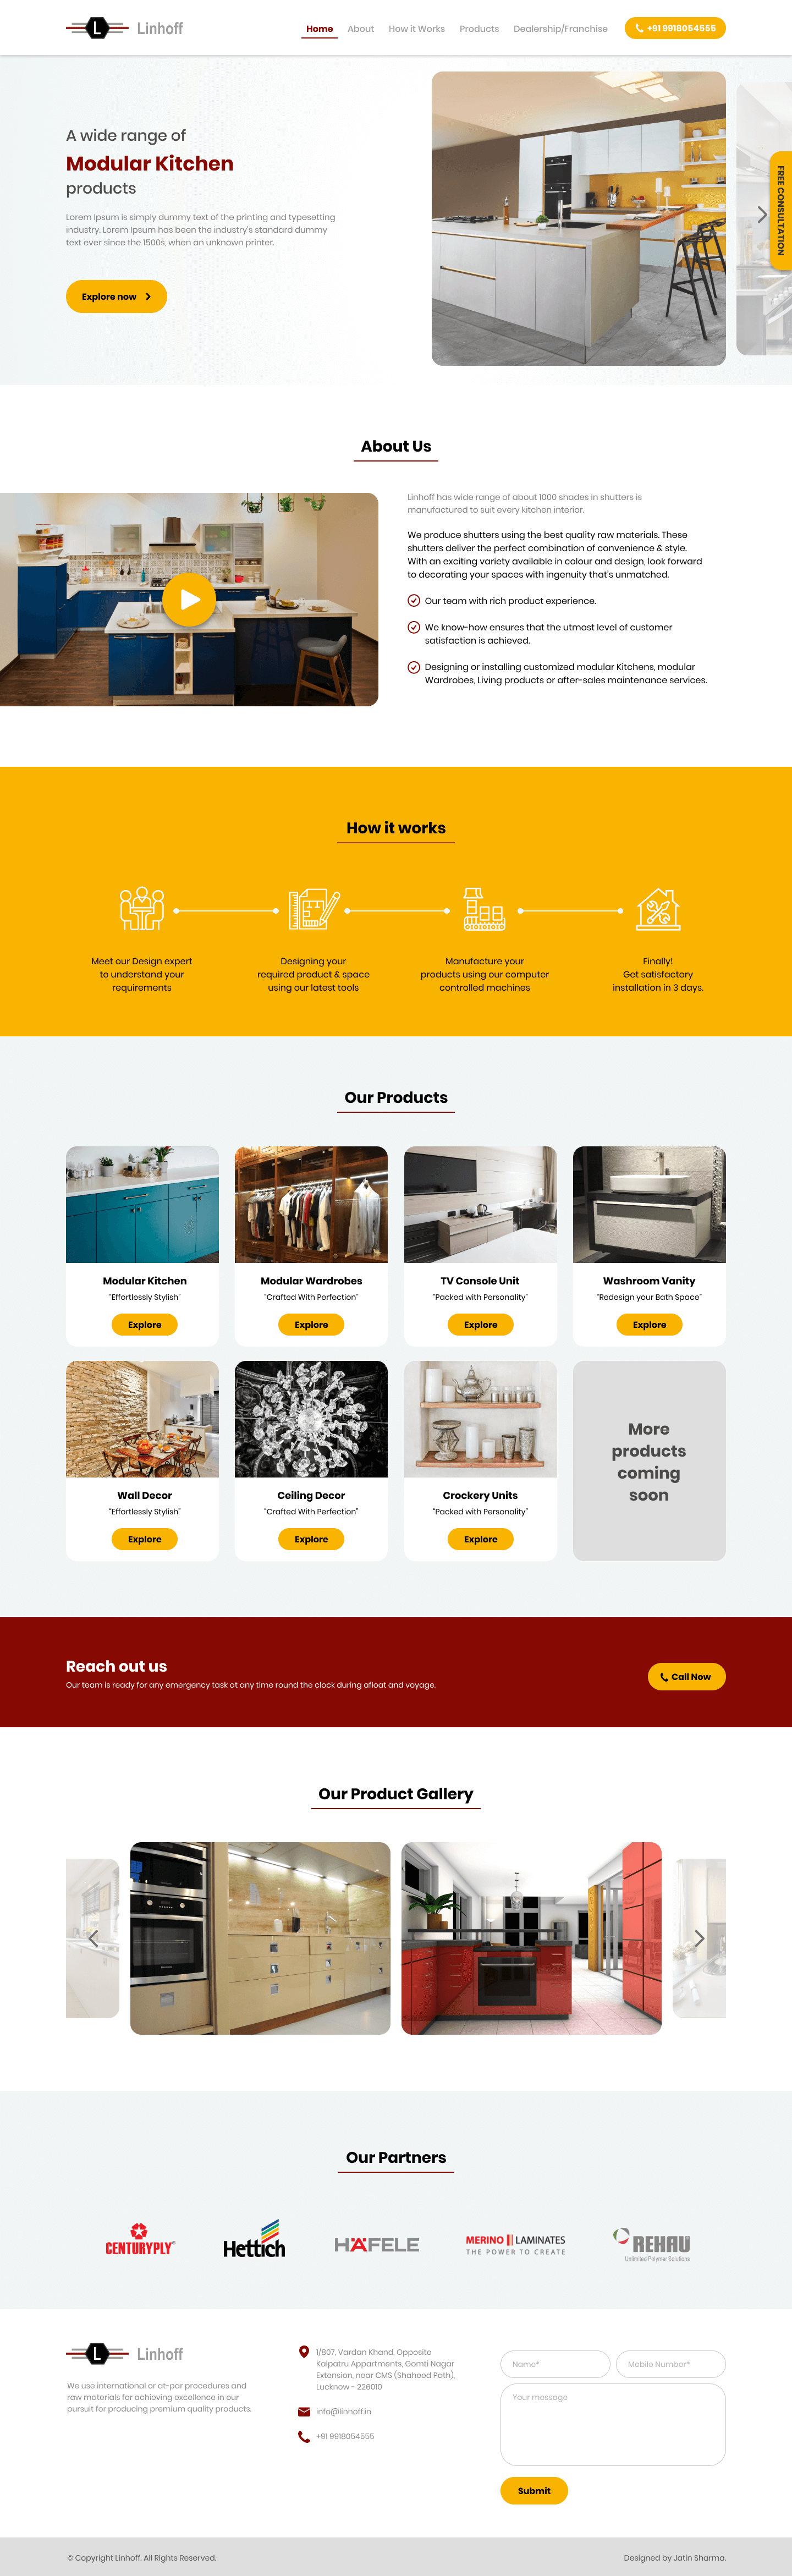 L Linhoff
Home About How it Works Products Dealership/Franchise +91 9918054555
A wide range of
Modular Kitchen
products
Lorem Ipsum is simply dummy text of the printing and typesetting
industry. Lorem Ipsum has been the industry's standard dummy
text ever since the 1500s, when an unknown printer.
Explore now
FREE CONSULTATION
About Us
Linhoff has wide range of about 1000 shades in shutters is
manufactured to suit every kitchen interior.
We produce shutters using the best quality raw materials. These
shutters deliver the perfect combination of convenience & style.
With an exciting variety available in colour and design, look forward
to decorating your spaces with ingenuity that's unmatched.
Our team with rich product experience.
We know-how ensures that the utmost level of customer
satisfaction is achieved.
Designing or installing customized modular Kitchens, modular
Wardrobes, Living products or after-sales maintenance services.
How it works
Meet our Design expert
to understand your
requirements
Designing your
required product & space
using our latest tools
01010101
Manufacture your
products using our computer
controlled machines
Finally!
Get satisfactory
installation in 3 days.
Our Products
Modular Kitchen
"Effortlessly Stylish"
Explore
Modular Wardrobes
"Crafted With Perfection"
Explore
TV Console Unit
"Packed with Personality"
Explore
Washroom Vanity
"Redesign your Bath Space"
Explore
Wall Decor
"Effortlessly Stylish"
Explore
Ceiling Decor
"Crafted With Perfection"
Explore
Crockery Units
"Packed with Personality"
Explore
More
products
coming
soon
Reach out us
Our team is ready for any emergency task at any time round the clock during afloat and voyage.
Call Now
Our Product Gallery
Our Partners
CENTURYPLY®
Hettich
HÄFELE
MERINO LAMINATES
THE POWER TO CREATE
REHAU
Unlimited Polymer Solutions
L Linhoff
We use international or at-par procedures and
raw materials for achieving excellence in our
pursuit for producing premium quality products.
1/807, Vardan Khand, Opposite
Kalpatru Appartments, Gomti Nagar
Extension, near CMS (Shaheed Path),
Lucknow - 226010
info@linhoff.in
+91 9918054555
Name*
Mobile Number*
Your message
Submit
© Copyright Linhoff. All Rights Reserved.
Designed by Jatin Sharma.